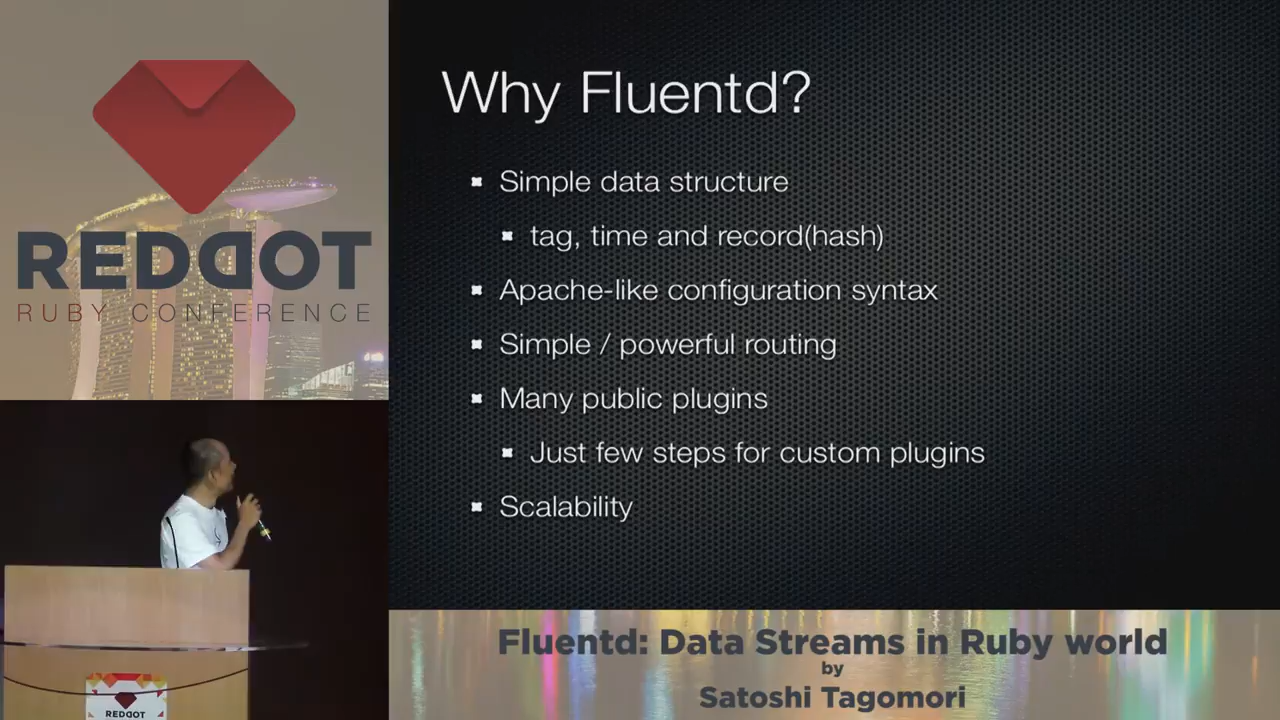 REDDOT
RUBY CONFERENCE
Why Fluentd?
Simple data structure
tag, time and record(hash)
Apache-like configuration syntax
Simple / powerful routing
Many public plugins
Just few steps for custom plugins
Scalability
REDDOT
Fluentd: Data Streams in Ruby world
by
Satoshi Tagomori